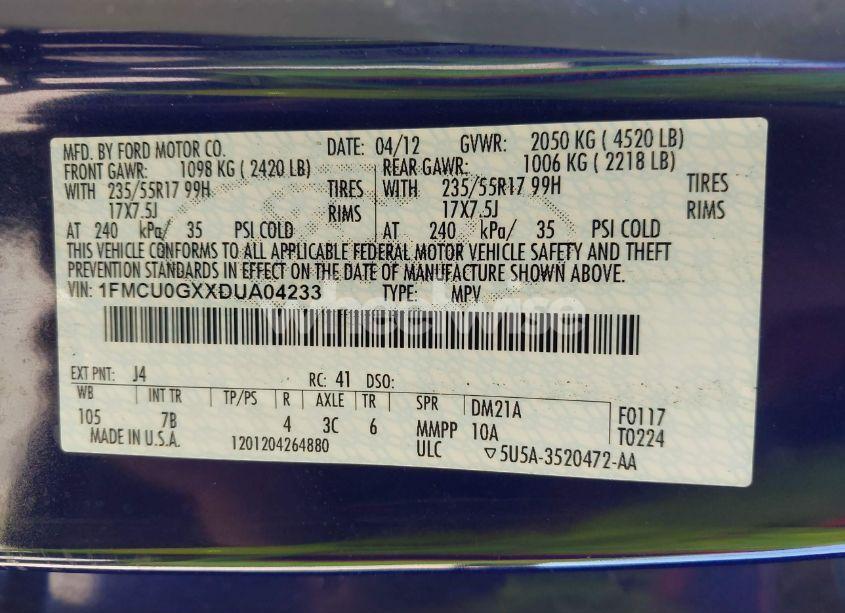 MFD. BY FORD MOTOR CO. DATE: 04/12 GVWR: 2050 KG ( 4520 LB)
FRONT GAWR: 1098 KG ( 2420 LB) REAR GAWR: 1006 KG ( 2218 LB)
WITH 235/55R17 99H TIRES WITH 235/55R17 99H TIRES
17X7.5J RIMS 17X7.5J RIMS
AT 240 kPa/ 35 PSI COLD AT 240 kPa/ 35 PSI COLD
THIS VEHICLE CONFORMS TO ALL APPLICABLE FEDERAL MOTOR VEHICLE SAFETY AND THEFT
PREVENTION STANDARDS IN EFFECT ON THE DATE OF MANUFACTURE SHOWN ABOVE.
VIN: 1FMCU0GXXDUA04233 TYPE: MPV
wheelwise
EXT PNT: J4 RC: 41 DSO:
WB INT TR TP/PS R AXLE TR SPR DM21A F0117
105 7B 4 3C 6 MMPP 10A T0224
MADE IN U.S.A. 1201204264880 ULC ▽5U5A-3520472-AA